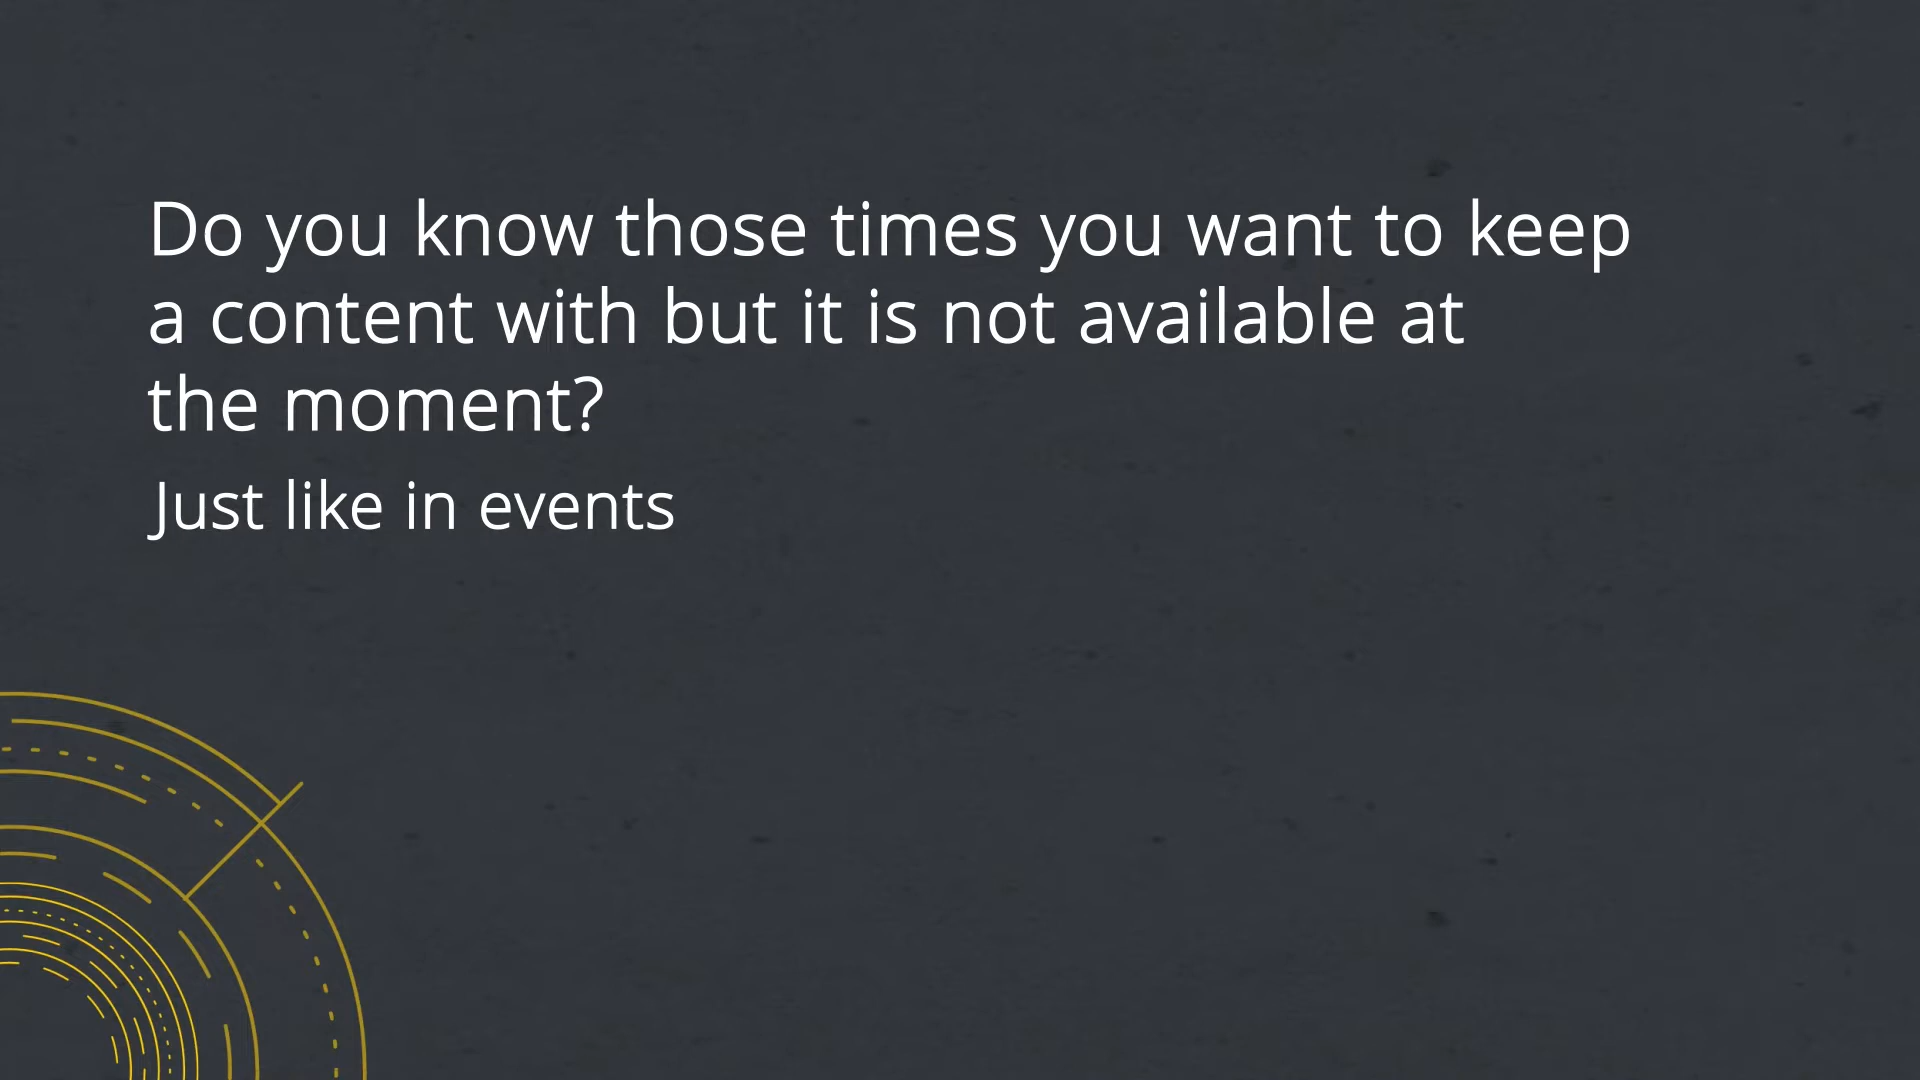 Do you know those times you want to keep
a content with but it is not available at
the moment?
Just like in events